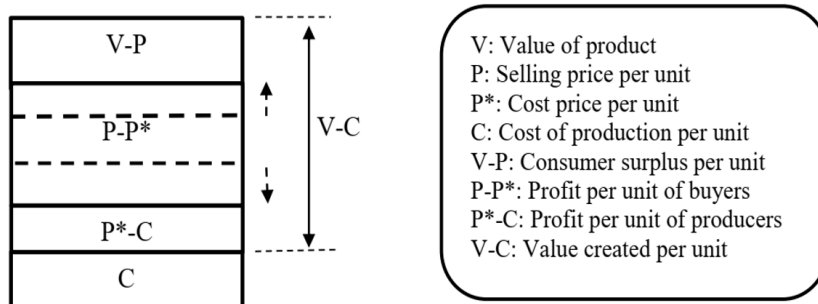 V-P
P-P*
V-C
P*-C
C
V: Value of product
P: Selling price per unit
P*: Cost price per unit
C: Cost of production per unit
V-P: Consumer surplus per unit
P-P*: Profit per unit of buyers
P*-C: Profit per unit of producers
V-C: Value created per unit